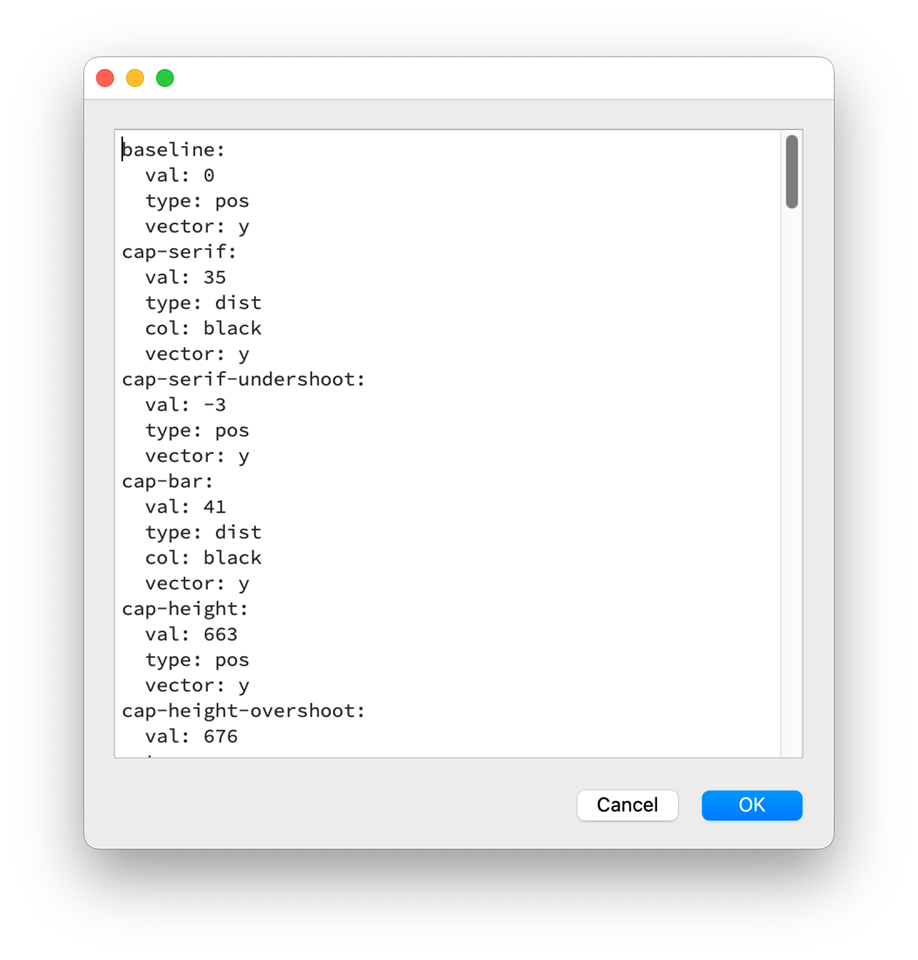 baseline:
  val: 0
  type: pos
  vector: y
cap-serif:
  val: 35
  type: dist
  col: black
  vector: y
cap-serif-undershoot:
  val: -3
  type: pos
  vector: y
cap-bar:
  val: 41
  type: dist
  col: black
  vector: y
cap-height:
  val: 663
  type: pos
  vector: y
cap-height-overshoot:
  val: 676
Cancel OK